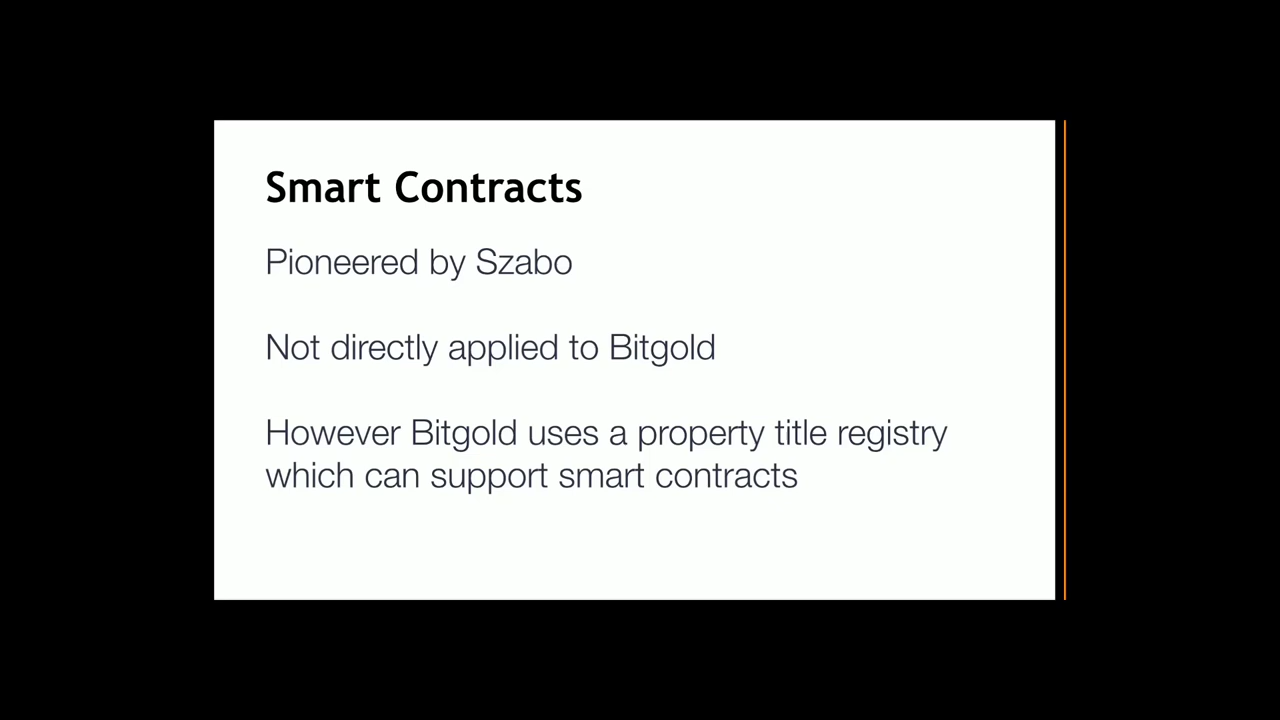 Smart Contracts
Pioneered by Szabo
Not directly applied to Bitgold
However Bitgold uses a property title registry
which can support smart contracts